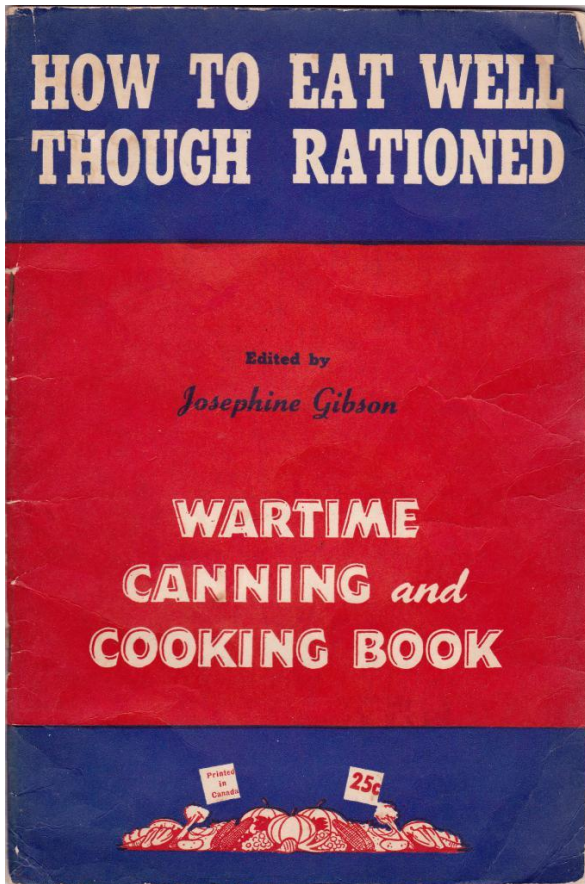 HOW TO EAT WELL
THOUGH RATIONED
Edited by
Josephine Gibson
WARTIME
CANNING and
COOKING BOOK
Printed
in
Canada
25c